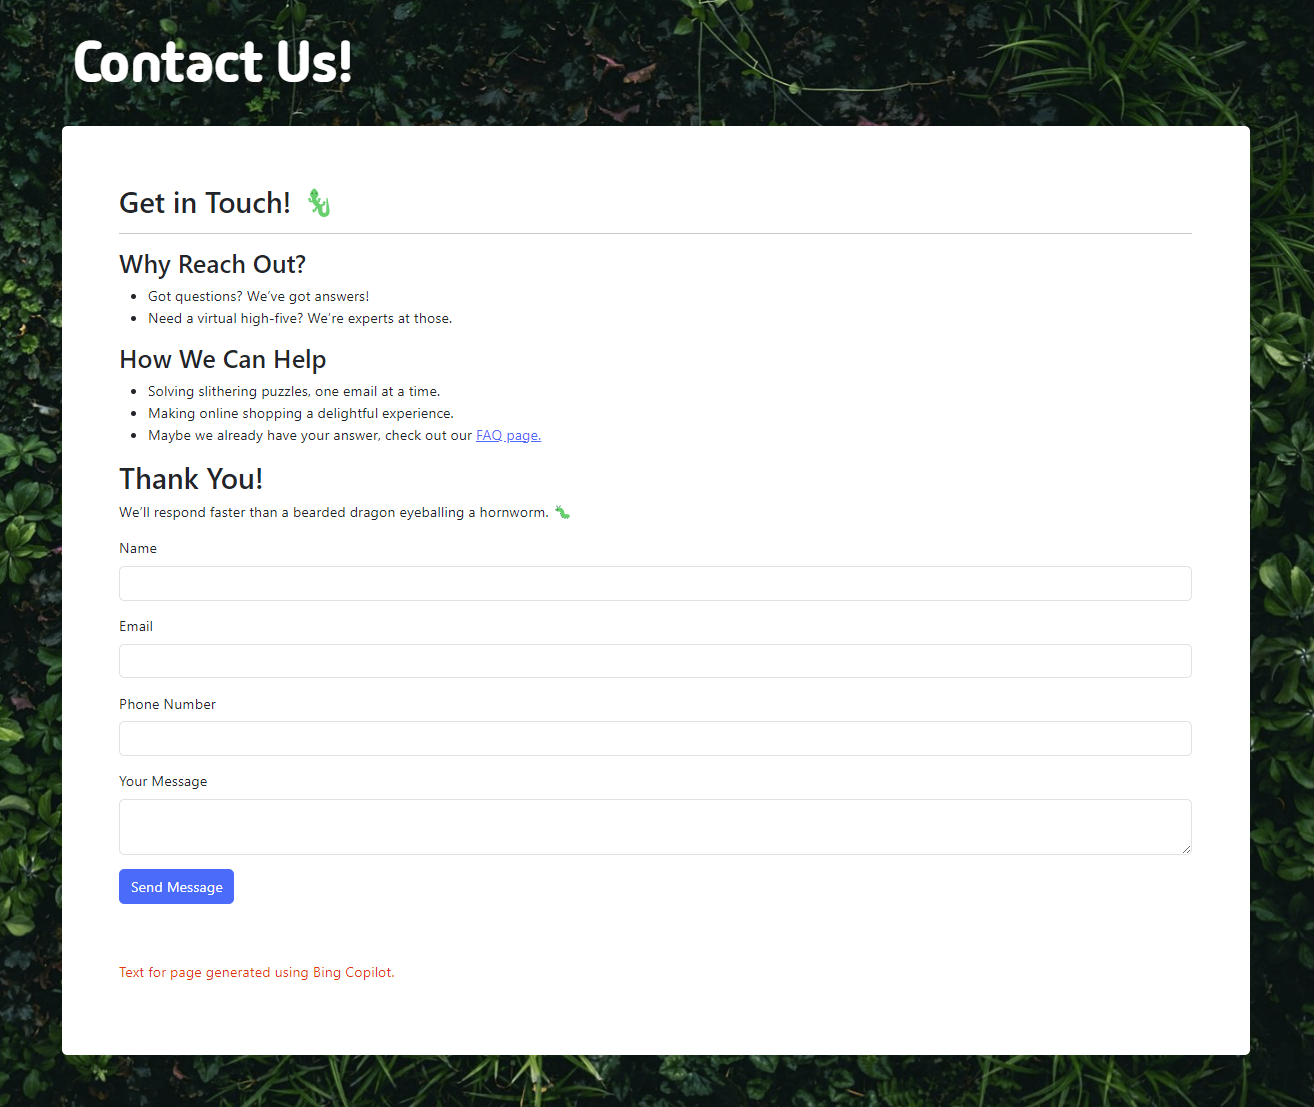 Contact Us!
Get in Touch! 🦎
Why Reach Out?
Got questions? We’ve got answers!
Need a virtual high-five? We’re experts at those.
How We Can Help
Solving slithering puzzles, one email at a time.
Making online shopping a delightful experience.
Maybe we already have your answer, check out our FAQ page.
Thank You!
We’ll respond faster than a bearded dragon eyeballing a hornworm. 🐛
Name
Email
Phone Number
Your Message
Send Message
Text for page generated using Bing Copilot.